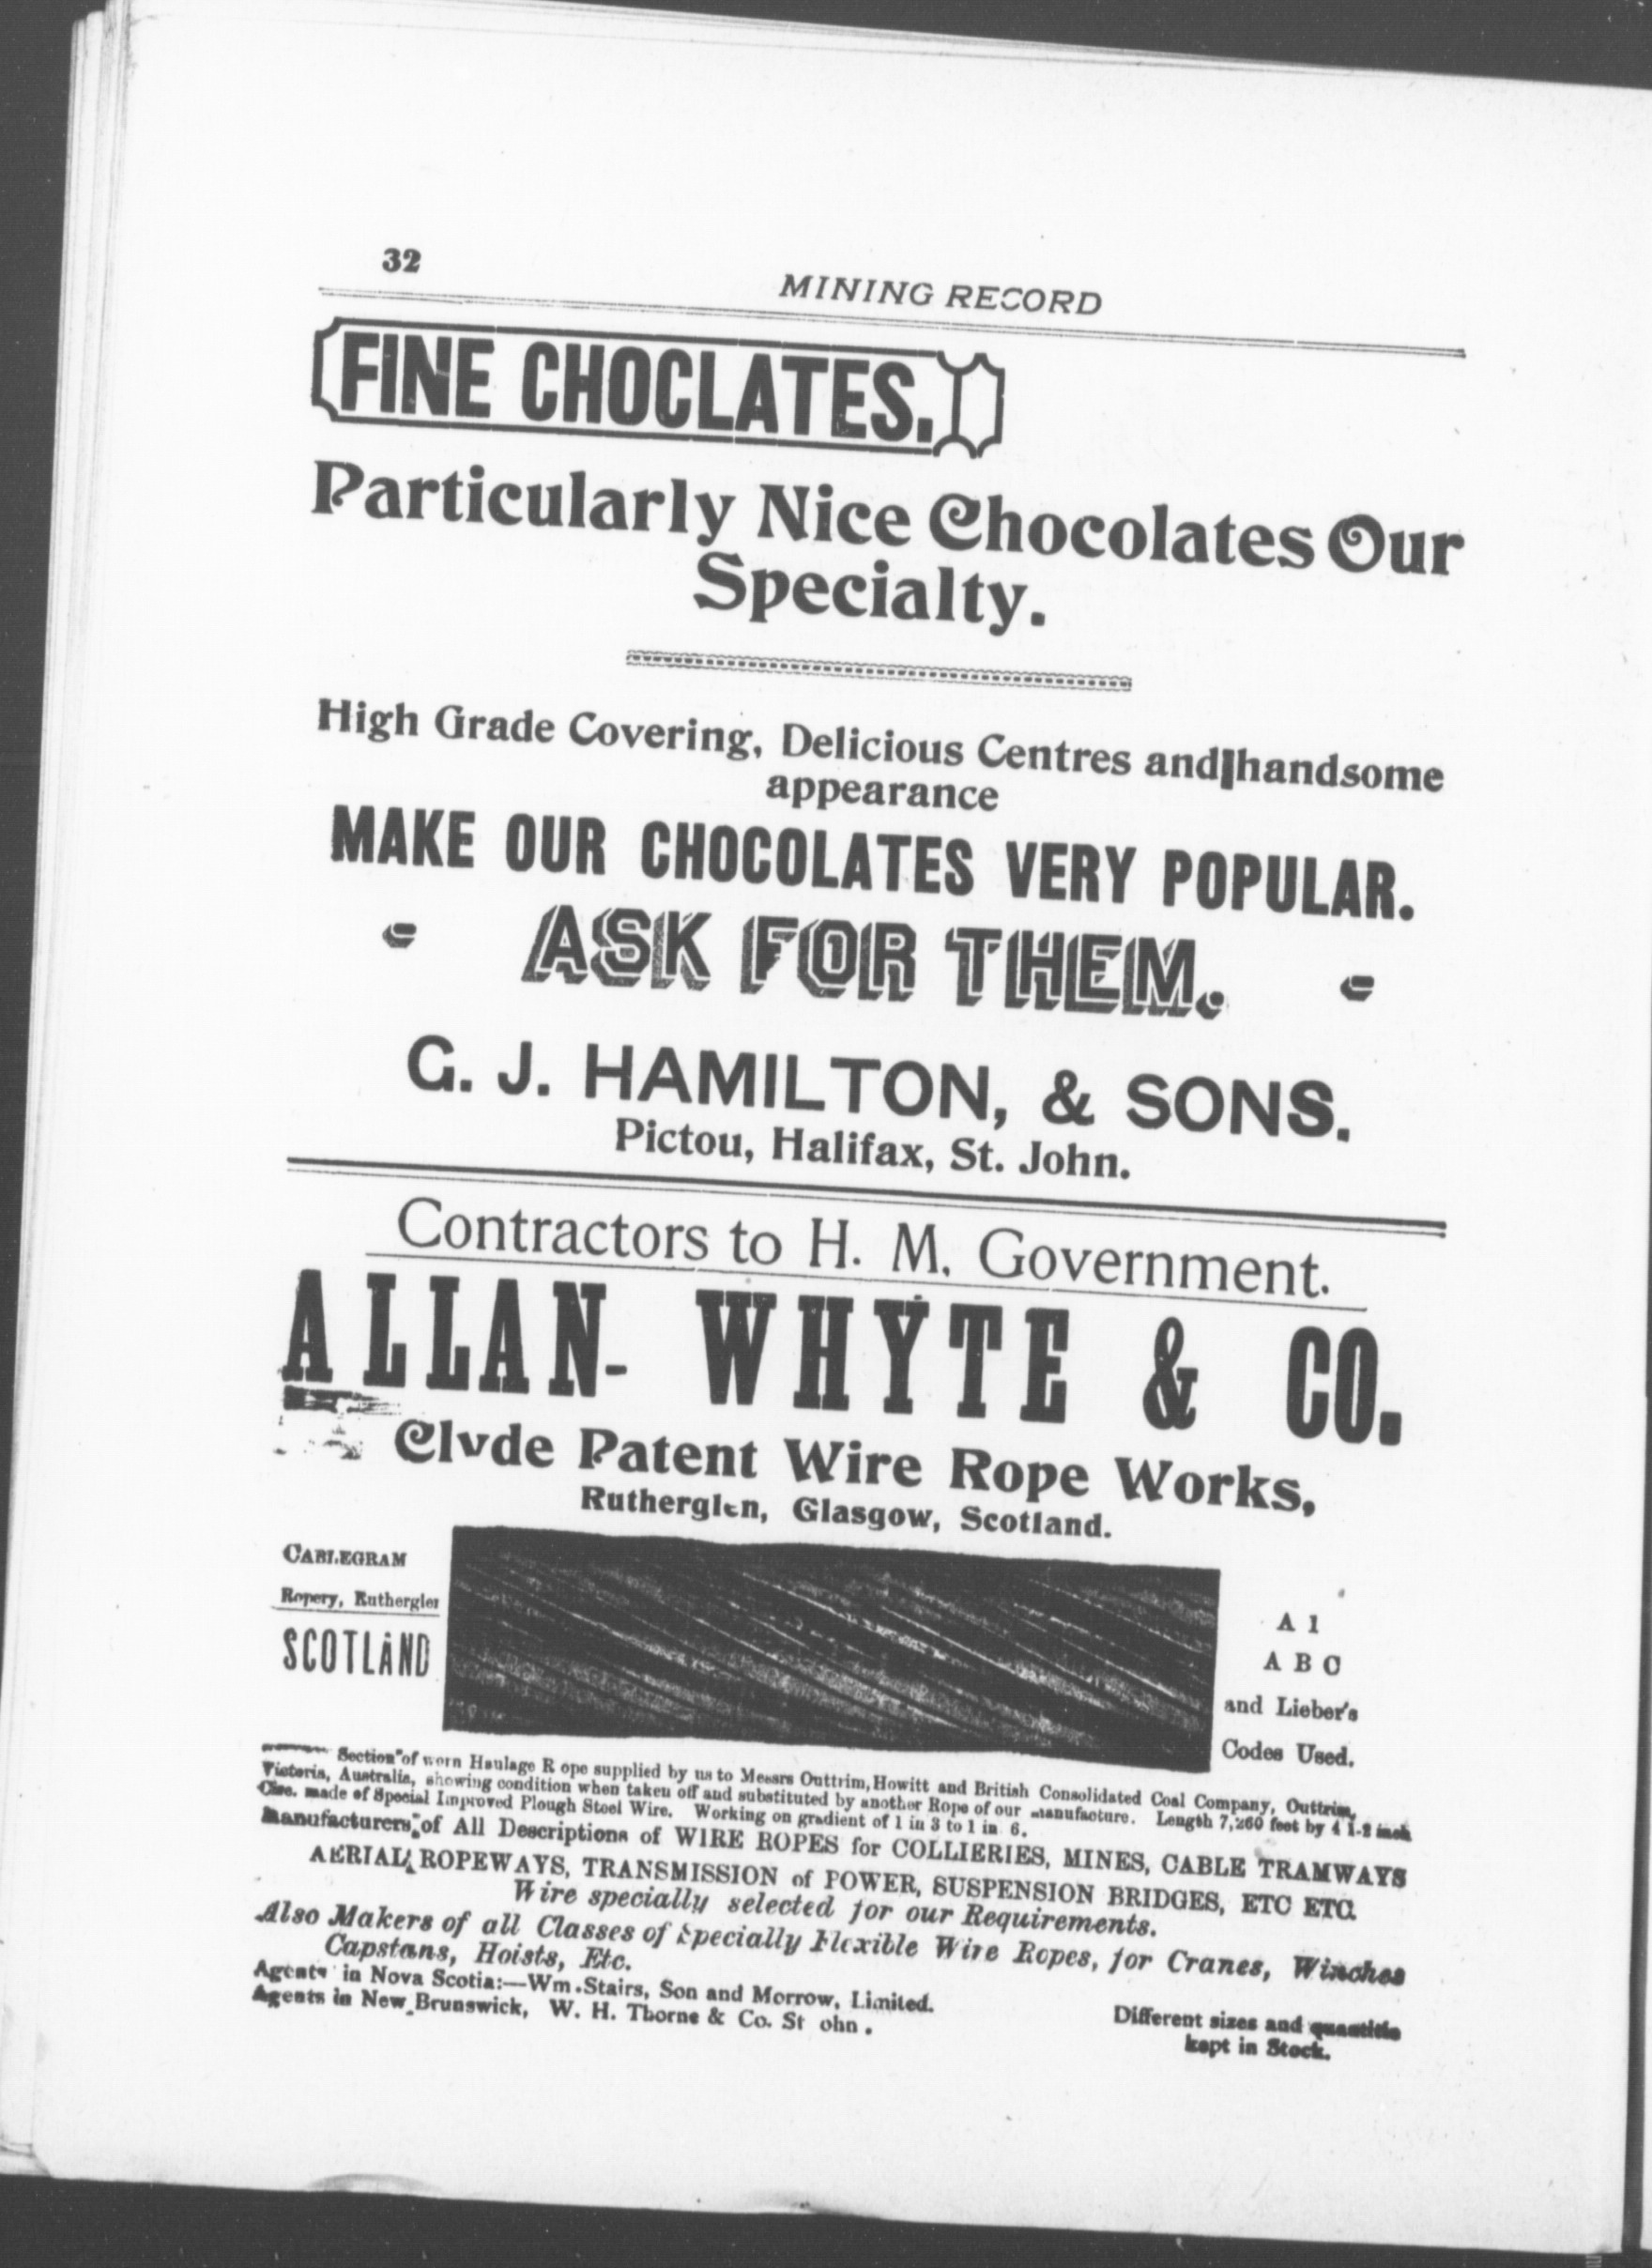 32
MINING RECORD
FINE CHOCLATES.
Particularly Nice Chocolates Our
Specialty.
High Grade Covering, Delicious Centres and handsome
appearance
MAKE OUR CHOCOLATES VERY POPULAR.
- ASK FOR THEM. -
G. J. HAMILTON, & SONS.
Pictou, Halifax, St. John.
Contractors to H. M. Government.
ALLAN- WHYTE & CO.
Clyde Patent Wire Rope Works,
Rutherglen, Glasgow, Scotland.
CABLEGRAM
Ropery, Rutherglen
SCOTLAND
A 1
A B C
and Lieber's
Codes Used.
Section of worn Haulage R ope supplied by us to Messrs Outtrim, Howitt and British Consolidated Coal Company, Outtrim,
Victoria, Australia, showing condition when taken off and substituted by another Rope of our manufacture. Length 7,260 feet by 4 1-2 inch
Circ. made of Special Improved Plough Steel Wire. Working on gradient of 1 in 3 to 1 in 6.
Manufacturers of All Descriptions of WIRE ROPES for COLLIERIES, MINES, CABLE TRAMWAYS
AERIAL ROPEWAYS, TRANSMISSION of POWER, SUSPENSION BRIDGES, ETC ETC.
Wire specially selected for our Requirements.
Also Makers of all Classes of Specially Flexible Wire Ropes, for Cranes, Winches
Capstans, Hoists, Etc.
Agents in Nova Scotia:—Wm. Stairs, Son and Morrow, Limited.
Agents in New Brunswick, W. H. Thorne & Co. St ohn.
Different sizes and quantitie
kept in Stock.